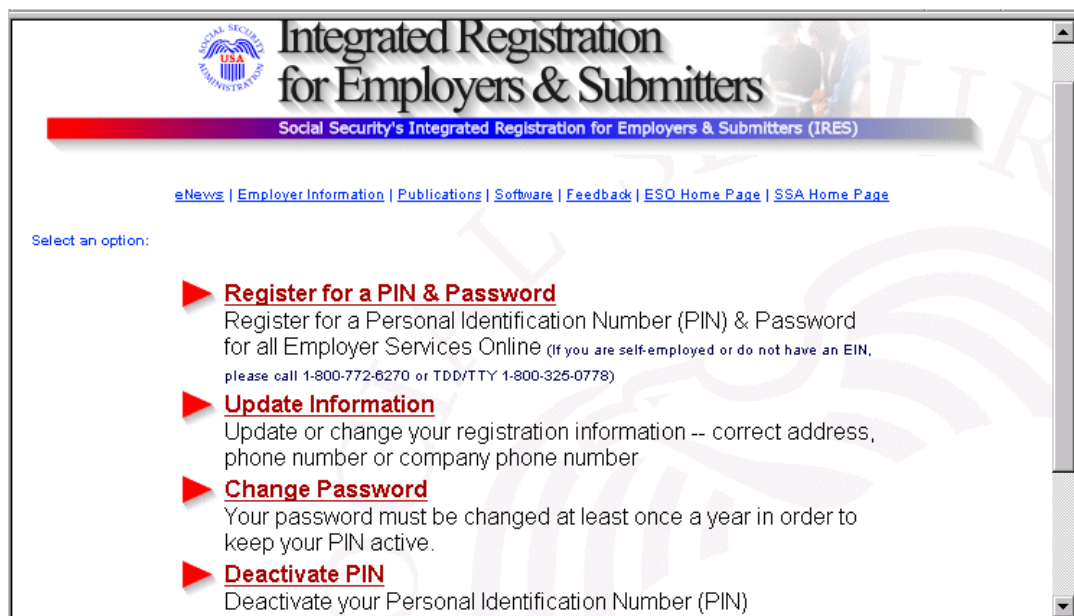 SOCIAL SECURITY ADMINISTRATION
USA
Integrated Registration
for Employers & Submitters
Social Security's Integrated Registration for Employers & Submitters (IRES)
eNews | Employer Information | Publications | Software | Feedback | ESO Home Page | SSA Home Page
Select an option:
Register for a PIN & Password
Register for a Personal Identification Number (PIN) & Password
for all Employer Services Online (If you are self-employed or do not have an EIN,
please call 1-800-772-6270 or TDD/TTY 1-800-325-0778)
Update Information
Update or change your registration information -- correct address,
phone number or company phone number
Change Password
Your password must be changed at least once a year in order to
keep your PIN active.
Deactivate PIN
Deactivate your Personal Identification Number (PIN)